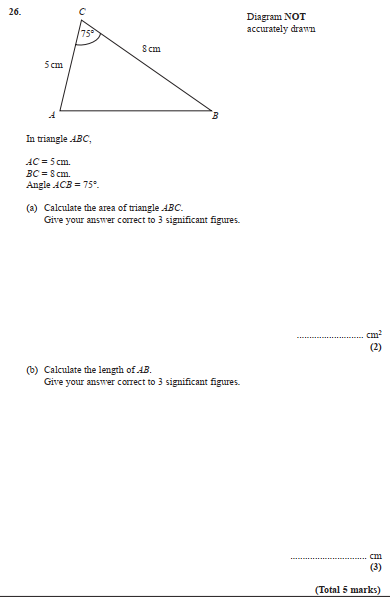 26.
C
Diagram NOT
accurately drawn
75°
8 cm
5 cm
A
B
In triangle ABC,
AC = 5 cm.
BC = 8 cm.
Angle ACB = 75°.
(a) Calculate the area of triangle ABC.
Give your answer correct to 3 significant figures.
........................... cm²
(2)
(b) Calculate the length of AB.
Give your answer correct to 3 significant figures.
............................... cm
(3)
(Total 5 marks)